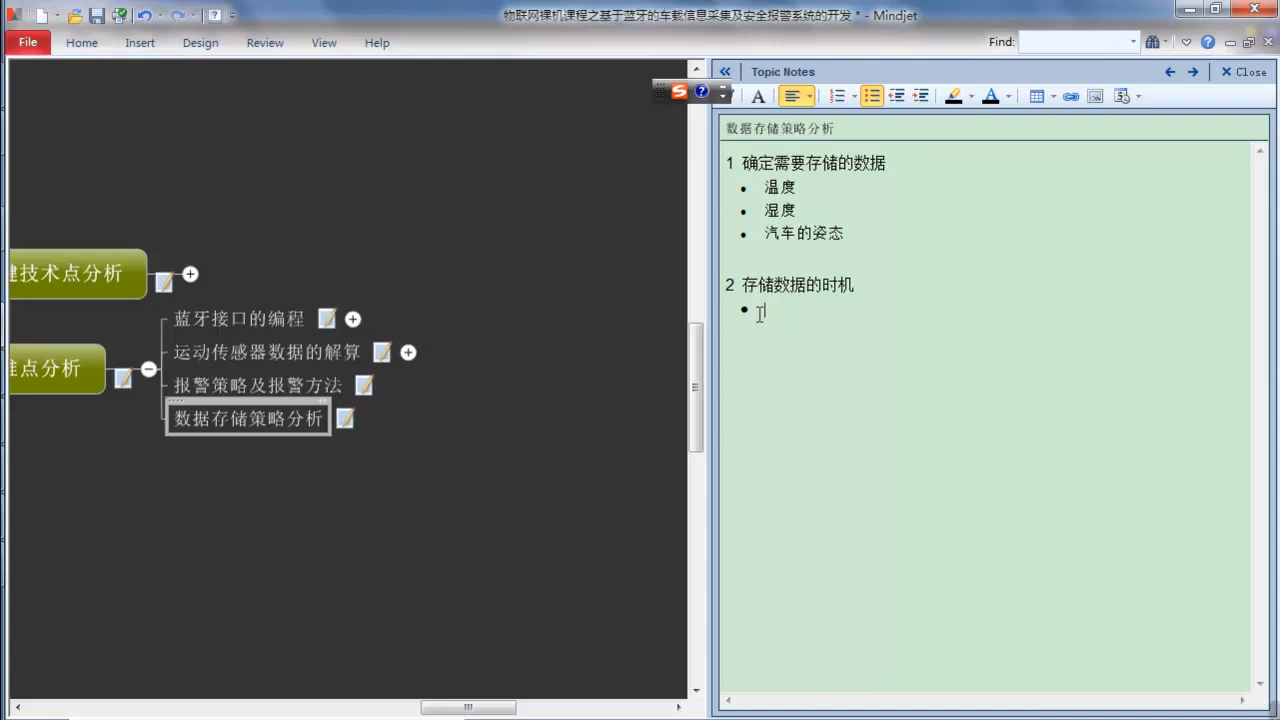 物联网裸机课程之基于蓝牙的车载信息采集及安全报警系统的开发 * - Mindjet
File Home Insert Design Review View Help
Find:
Topic Notes
Close
数据存储策略分析
1 确定需要存储的数据
• 温度
• 湿度
• 汽车的姿态
2 存储数据的时机
•
建技术点分析
蓝牙接口的编程
运动传感器数据的解算
难点分析
报警策略及报警方法
数据存储策略分析